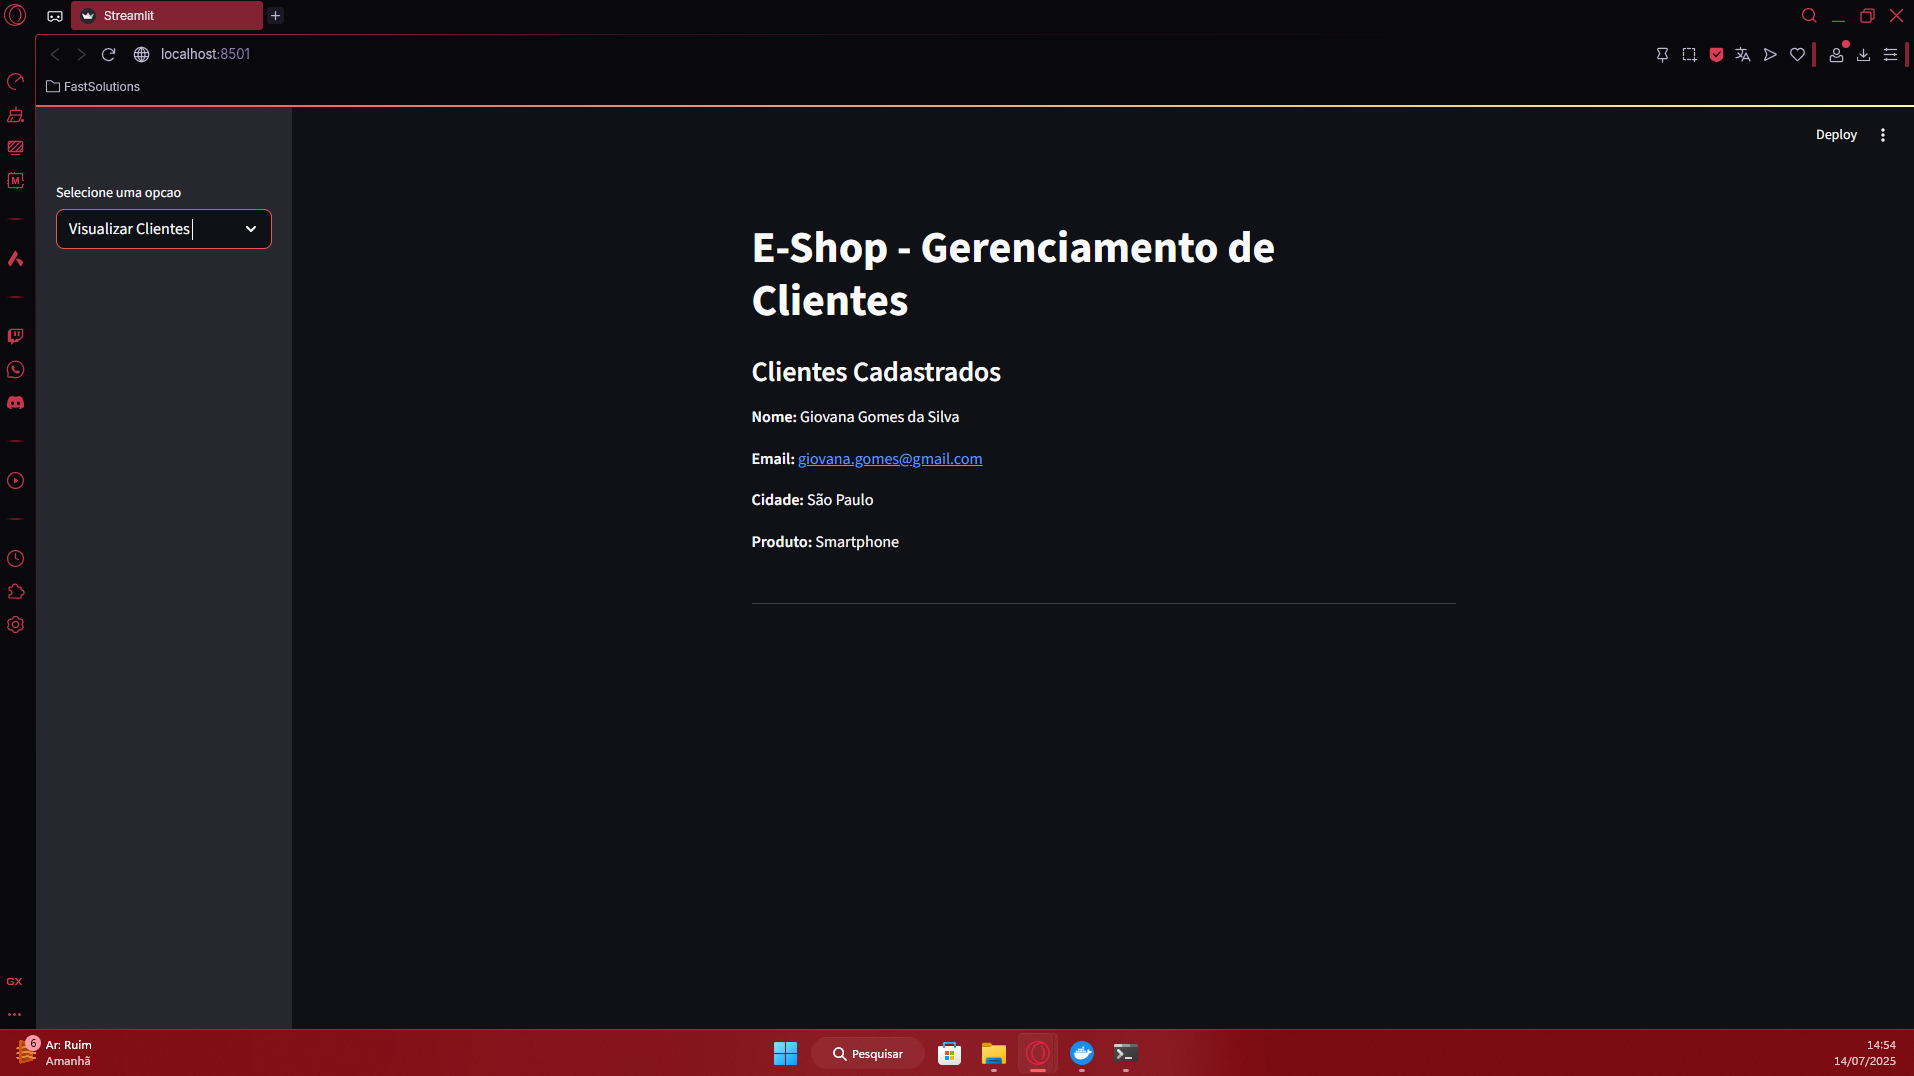 Streamlit
localhost:8501
FastSolutions
Deploy
Selecione uma opcao
Visualizar Clientes
E-Shop - Gerenciamento de
Clientes
Clientes Cadastrados
Nome: Giovana Gomes da Silva
Email: giovana.gomes@gmail.com
Cidade: São Paulo
Produto: Smartphone
M
GX
6
Ar: Ruim
Amanhã
Pesquisar
14:54
14/07/2025